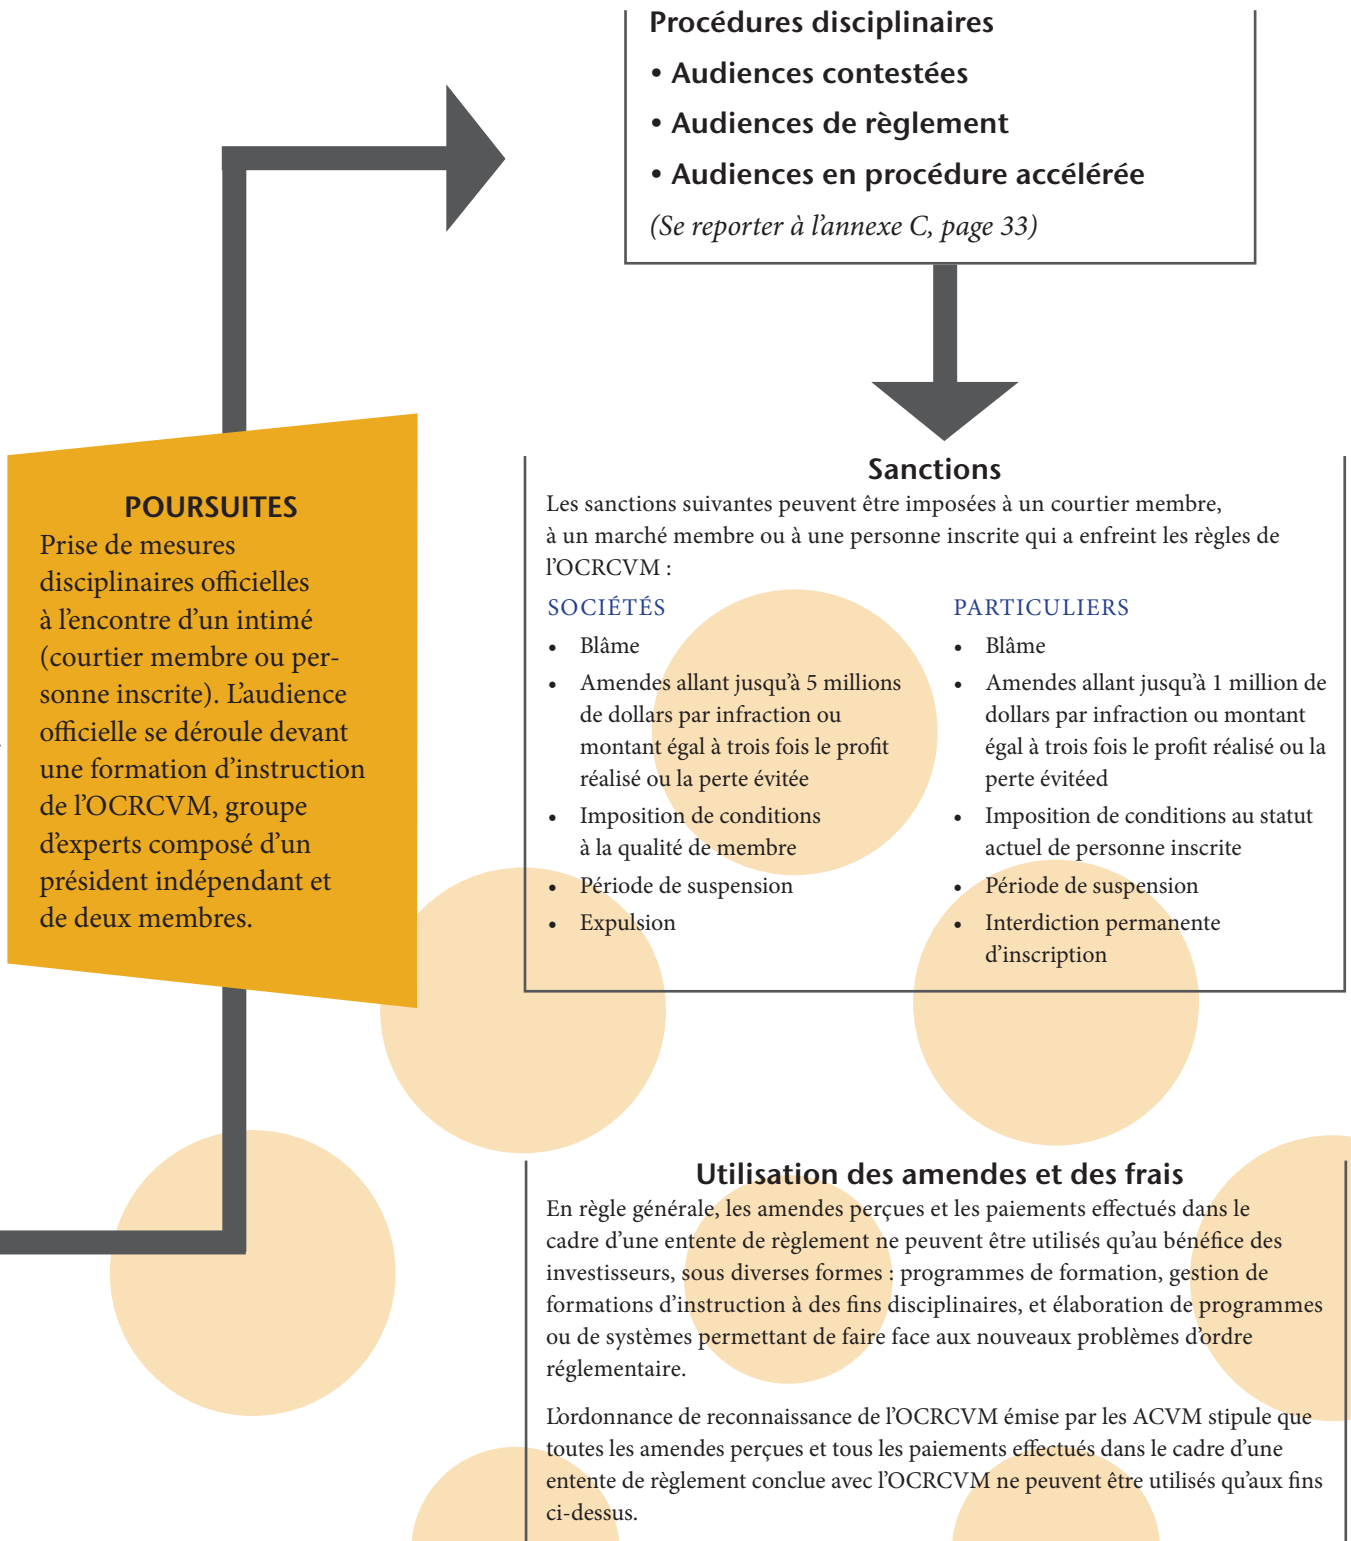 Procédures disciplinaires
• Audiences contestées
• Audiences de règlement
• Audiences en procédure accélérée
(Se reporter à l'annexe C, page 33)
POURSUITES
Prise de mesures
disciplinaires officielles
à l'encontre d'un intimé
(courtier membre ou per-
sonne inscrite). L'audience
officielle se déroule devant
une formation d'instruction
de l'OCRCVM, groupe
d'experts composé d'un
président indépendant et
de deux membres.
Sanctions
Les sanctions suivantes peuvent être imposées à un courtier membre,
à un marché membre ou à une personne inscrite qui a enfreint les règles de
l'OCRCVM :
SOCIÉTÉS
• Blâme
• Amendes allant jusqu'à 5 millions
de dollars par infraction ou
montant égal à trois fois le profit
réalisé ou la perte évitée
• Imposition de conditions
à la qualité de membre
• Période de suspension
• Expulsion
PARTICULIERS
• Blâme
• Amendes allant jusqu'à 1 million de
dollars par infraction ou montant
égal à trois fois le profit réalisé ou la
perte évitéed
• Imposition de conditions au statut
actuel de personne inscrite
• Période de suspension
• Interdiction permanente
d'inscription
Utilisation des amendes et des frais
En règle générale, les amendes perçues et les paiements effectués dans le
cadre d'une entente de règlement ne peuvent être utilisés qu'au bénéfice des
investisseurs, sous diverses formes : programmes de formation, gestion de
formations d'instruction à des fins disciplinaires, et élaboration de programmes
ou de systèmes permettant de faire face aux nouveaux problèmes d'ordre
réglementaire.
L'ordonnance de reconnaissance de l'OCRCVM émise par les ACVM stipule que
toutes les amendes perçues et tous les paiements effectués dans le cadre d'une
entente de règlement conclue avec l'OCRCVM ne peuvent être utilisés qu'aux fins
ci-dessus.